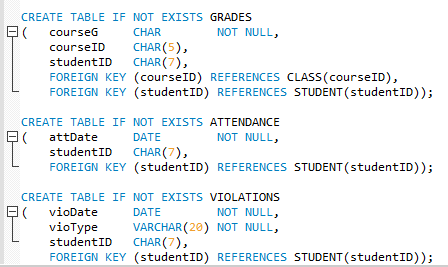 CREATE TABLE IF NOT EXISTS GRADES
( courseG CHAR NOT NULL,
courseID CHAR(5),
studentID CHAR(7),
FOREIGN KEY (courseID) REFERENCES CLASS(courseID),
FOREIGN KEY (studentID) REFERENCES STUDENT(studentID));
CREATE TABLE IF NOT EXISTS ATTENDANCE
( attDate DATE NOT NULL,
studentID CHAR(7),
FOREIGN KEY (studentID) REFERENCES STUDENT(studentID));
CREATE TABLE IF NOT EXISTS VIOLATIONS
( vioDate DATE NOT NULL,
vioType VARCHAR(20) NOT NULL,
studentID CHAR(7),
FOREIGN KEY (studentID) REFERENCES STUDENT(studentID));